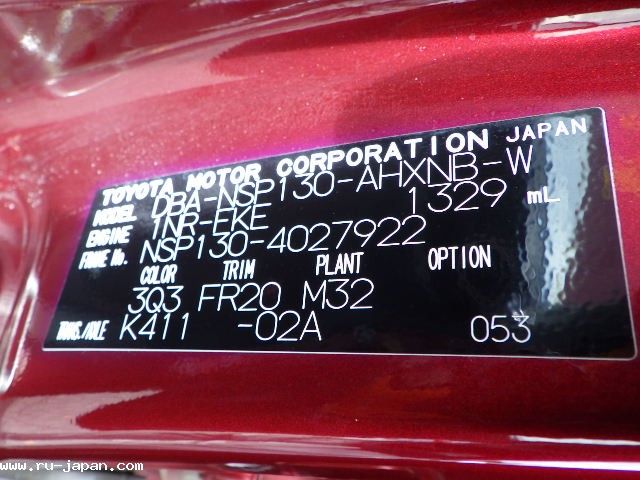 TOYOTA MOTOR CORPORATION JAPAN
MODEL DBA-NSP130-AHXNB-W
ENGINE 1NR-FKE 1329 mL
FRAME No. NSP130-4027922
COLOR TRIM PLANT OPTION
3Q3 FR20 M32
TRANS./AXLE K411 -02A 053
www.ru-japan.com